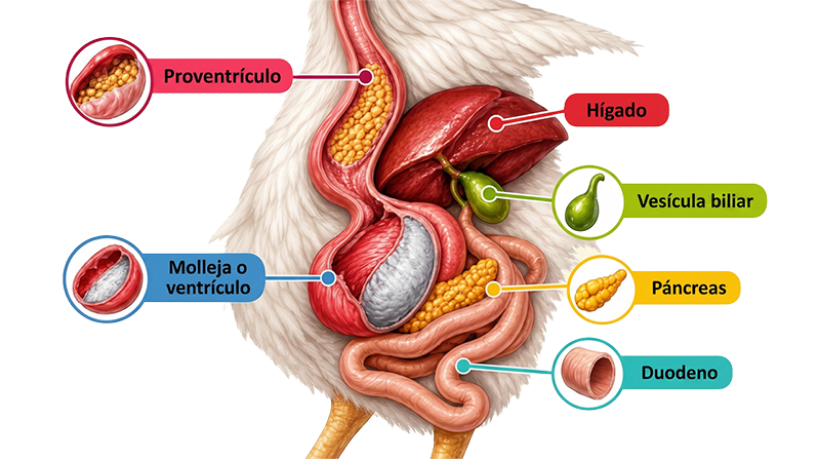 Proventrículo
Hígado
Vesícula biliar
Molleja o
ventrículo
Páncreas
Duodeno